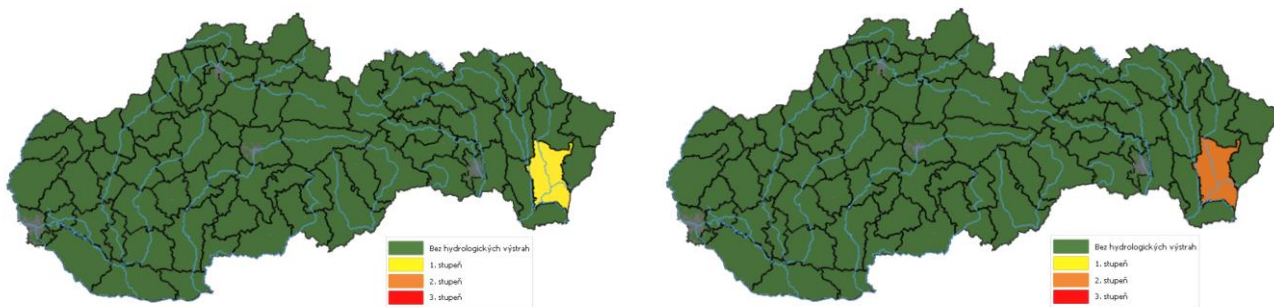 Bez hydrologických výstrah
1. stupeň
2. stupeň
3. stupeň
Bez hydrologických výstrah
1. stupeň
2. stupeň
3. stupeň